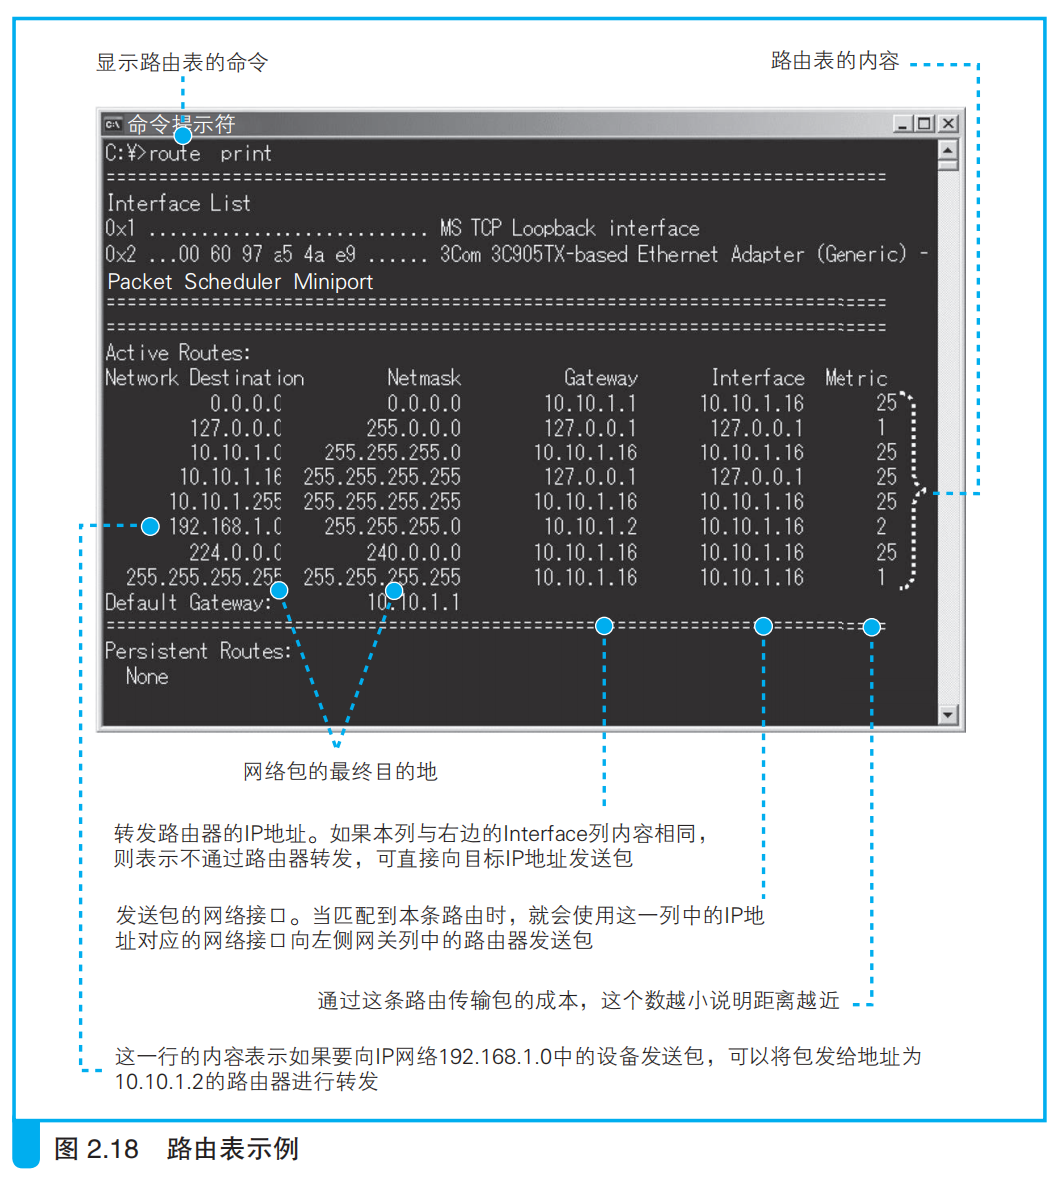 显示路由表的命令
路由表的内容
命令提示符
C:¥>route print
===========================================================================
Interface List
0x1 ........................... MS TCP Loopback interface
0x2 ...00 60 97 a5 4a e9 ...... 3Com 3C905TX-based Ethernet Adapter (Generic) -
Packet Scheduler Miniport
===========================================================================
===========================================================================
Active Routes:
Network Destination Netmask Gateway Interface Metric
0.0.0.0 0.0.0.0 10.10.1.1 10.10.1.16 25
127.0.0.0 255.0.0.0 127.0.0.1 127.0.0.1 1
10.10.1.0 255.255.255.0 10.10.1.16 10.10.1.16 25
10.10.1.16 255.255.255.255 127.0.0.1 127.0.0.1 25
10.10.1.255 255.255.255.255 10.10.1.16 10.10.1.16 25
192.168.1.0 255.255.255.0 10.10.1.2 10.10.1.16 2
224.0.0.0 240.0.0.0 10.10.1.16 10.10.1.16 25
255.255.255.255 255.255.255.255 10.10.1.16 10.10.1.16 1
Default Gateway: 10.10.1.1
===========================================================================
Persistent Routes:
None
网络包的最终目的地
转发路由器的IP地址。如果本列与右边的Interface列内容相同，
则表示不通过路由器转发，可直接向目标IP地址发送包
发送包的网络接口。当匹配到本条路由时，就会使用这一列中的IP地
址对应的网络接口向左侧网关列中的路由器发送包
通过这条路由传输包的成本，这个数越小说明距离越近
这一行的内容表示如果要向IP网络192.168.1.0中的设备发送包，可以将包发给地址为
10.10.1.2的路由器进行转发
图 2.18 路由表示例